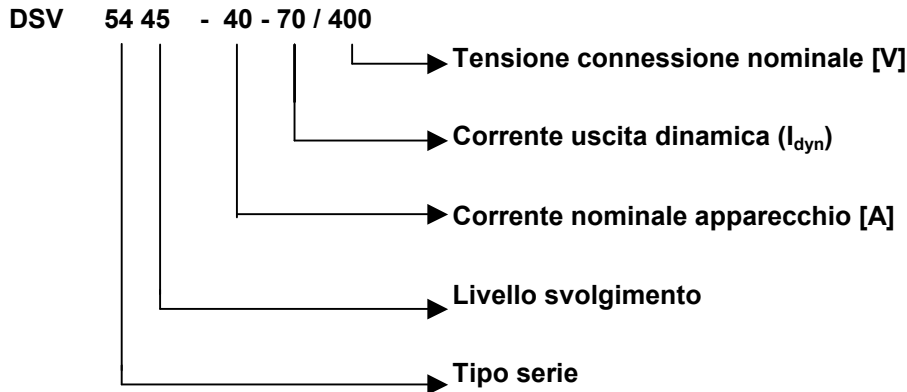 DSV 54 45 - 40 - 70 / 400
Tensione connessione nominale [V]
Corrente uscita dinamica (I_dyn)
Corrente nominale apparecchio [A]
Livello svolgimento
Tipo serie